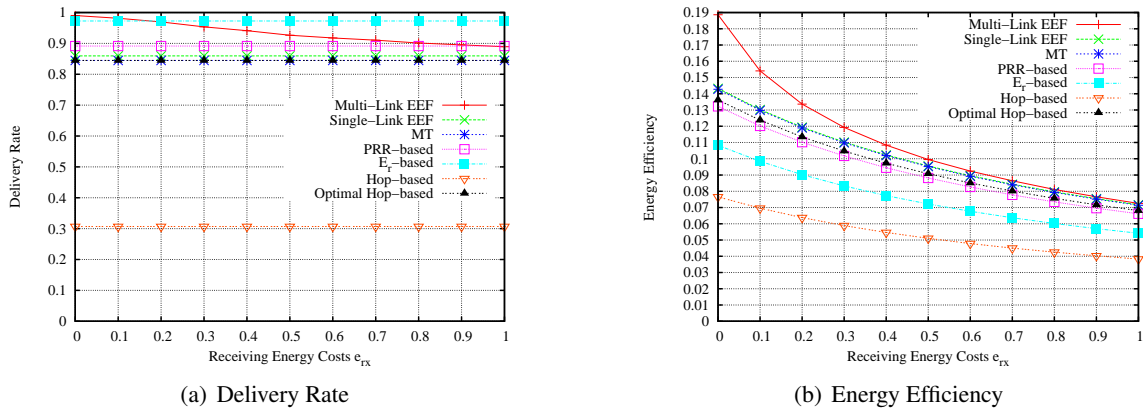 1
0.9
0.8
0.7
0.6
0.5
0.4
0.3
0.2
0.1
0
Delivery Rate
Multi-Link EEF
Single-Link EEF
MT
PRR-based
E_r-based
Hop-based
Optimal Hop-based
0 0.1 0.2 0.3 0.4 0.5 0.6 0.7 0.8 0.9 1
Receiving Energy Costs e_rx
(a) Delivery Rate
0.19
0.18
0.17
0.16
0.15
0.14
0.13
0.12
0.11
0.1
0.09
0.08
0.07
0.06
0.05
0.04
0.03
0.02
0.01
Energy Efficiency
Multi-Link EEF
Single-Link EEF
MT
PRR-based
E_r-based
Hop-based
Optimal Hop-based
0 0.1 0.2 0.3 0.4 0.5 0.6 0.7 0.8 0.9 1
Receiving Energy Costs e_rx
(b) Energy Efficiency